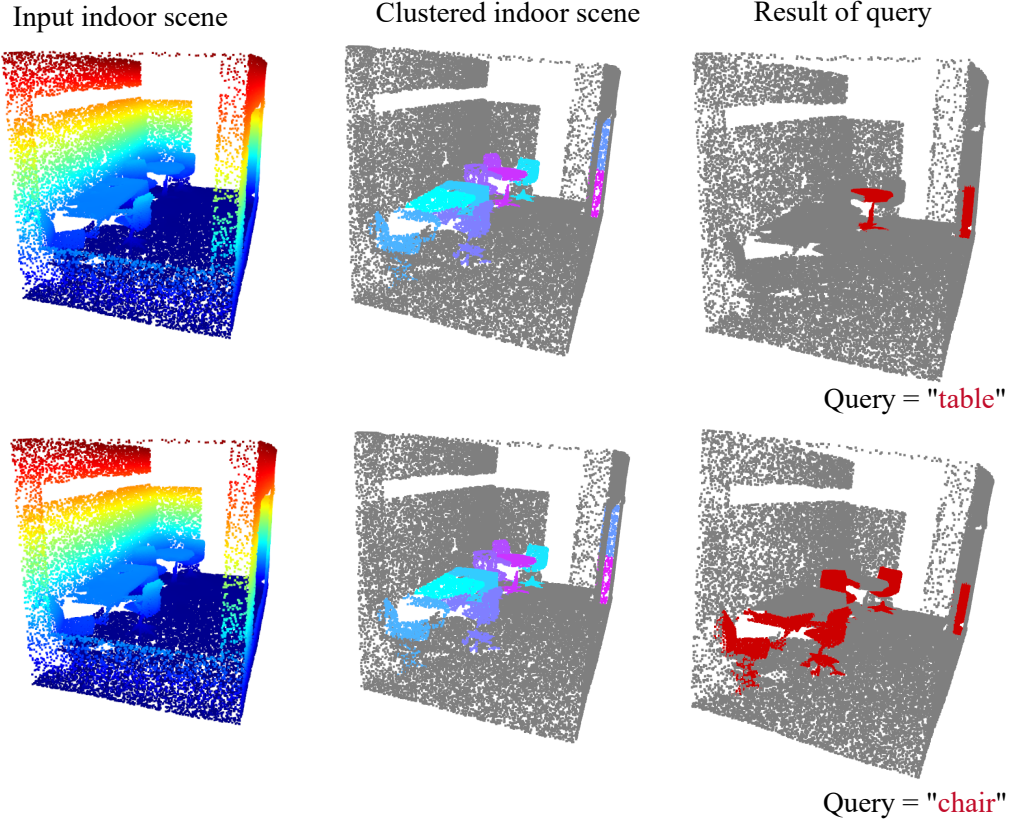 Input indoor scene
Clustered indoor scene
Result of query
Query = "table"
Query = "chair"